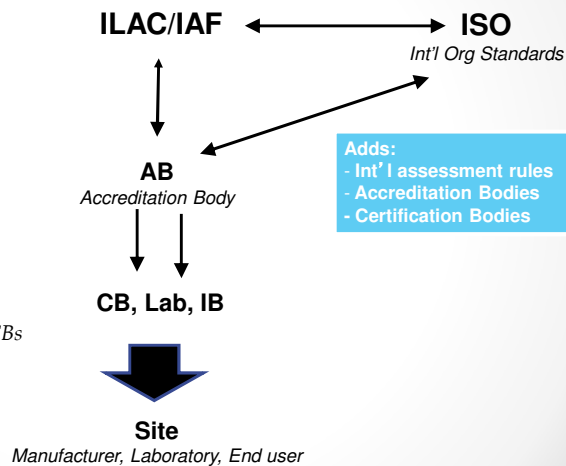 ILAC/IAF
ISO
Int'l Org Standards
AB
Accreditation Body
Adds:
- Int'l assessment rules
- Accreditation Bodies
- Certification Bodies
CB, Lab, IB
Bs
Site
Manufacturer, Laboratory, End user